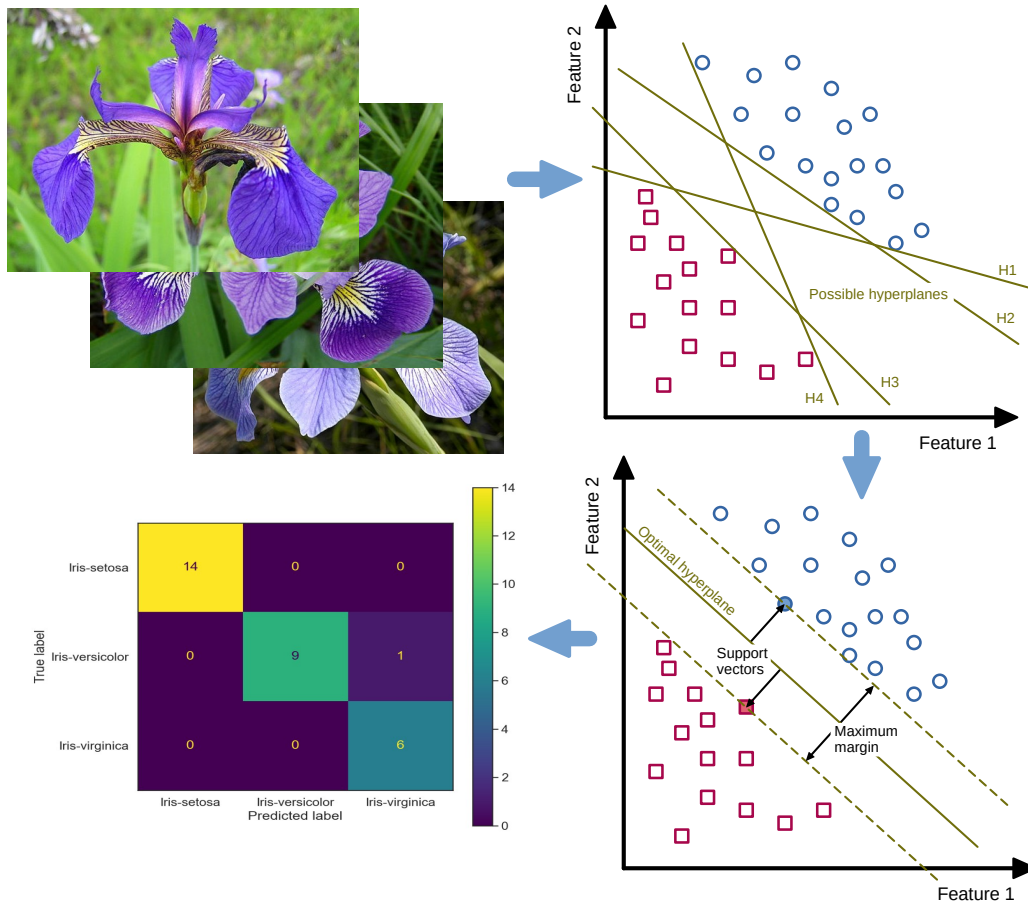 Feature 2
H1
Possible hyperplanes
H2
H3
H4
Feature 1
Feature 2
Optimal hyperplane
Support
vectors
Maximum
margin
Feature 1
14
12
10
8
6
4
2
0
True label
Iris-setosa
14 0 0
Iris-versicolor
0 9 1
Iris-virginica
0 0 6
Iris-setosa Iris-versicolor Iris-virginica
Predicted label